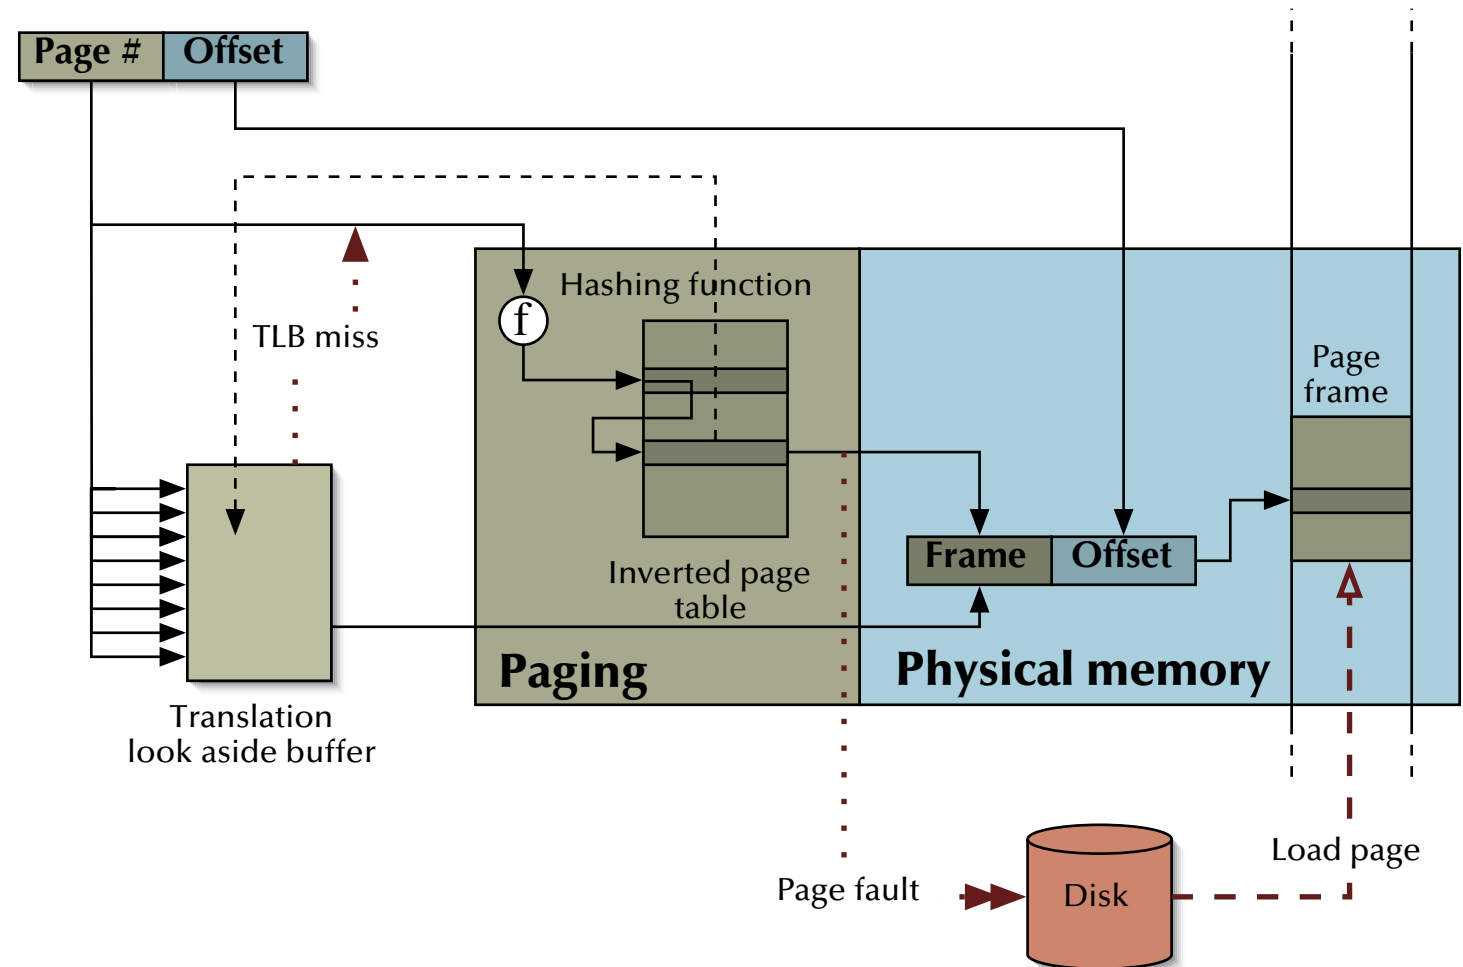 Page #
Offset
Hashing function
f
TLB miss
Page
frame
Frame
Offset
Inverted page
table
Paging
Physical memory
Translation
look aside buffer
Load page
Page fault
Disk